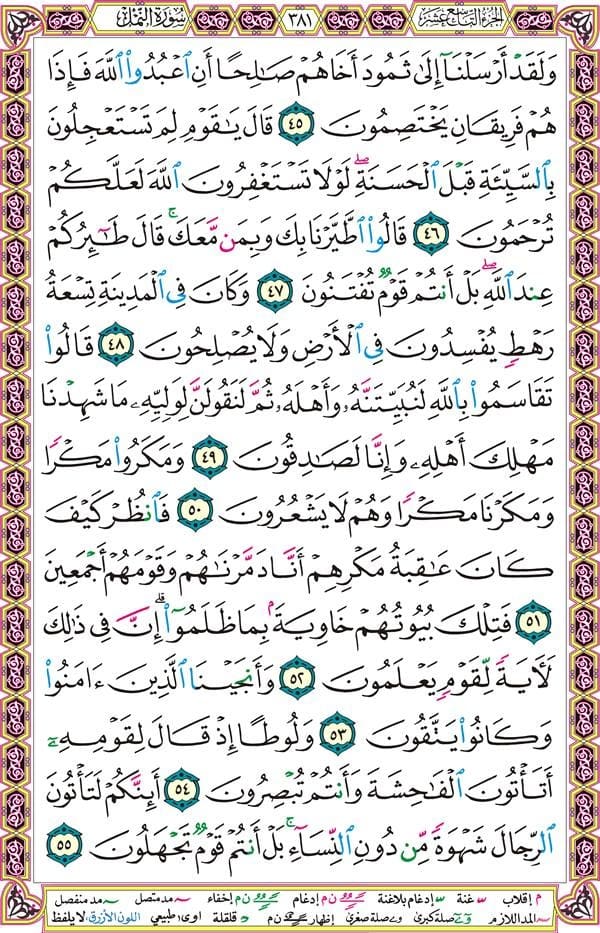 الجزء التاسع عشر ٣٨١ سورة النمل
وَلَقَدْ أَرْسَلْنَآ إِلَىٰ ثَمُودَ أَخَاهُمْ صَـٰلِحًا أَنِ ٱعْبُدُوا۟ ٱللَّهَ فَإِذَا
هُمْ فَرِيقَانِ يَخْتَصِمُونَ ٤٥ قَالَ يَـٰقَوْمِ لِمَ تَسْتَعْجِلُونَ
بِٱلسَّيِّئَةِ قَبْلَ ٱلْحَسَنَةِ ۖ لَوْلَا تَسْتَغْفِرُونَ ٱللَّهَ لَعَلَّكُمْ
تُرْحَمُونَ ٤٦ قَالُوا۟ ٱطَّيَّرْنَا بِكَ وَبِمَن مَّعَكَ ۚ قَالَ طَـٰٓئِرُكُمْ
عِندَ ٱللَّهِ ۖ بَلْ أَنتُمْ قَوْمٌ تُفْتَنُونَ ٤٧ وَكَانَ فِى ٱلْمَدِينَةِ تِسْعَةُ
رَهْطٍ يُفْسِدُونَ فِى ٱلْأَرْضِ وَلَا يُصْلِحُونَ ٤٨ قَالُوا۟
تَقَاسَمُوا۟ بِٱللَّهِ لَنُبَيِّتَنَّهُۥ وَأَهْلَهُۥ ثُمَّ لَنَقُولَنَّ لِوَلِيِّهِۦ مَا شَهِدْنَا
مَهْلِكَ أَهْلِهِۦ وَإِنَّا لَصَـٰدِقُونَ ٤٩ وَمَكَرُوا۟ مَكْرًا
وَمَكَرْنَا مَكْرًا وَهُمْ لَا يَشْعُرُونَ ٥٠ فَٱنظُرْ كَيْفَ
كَانَ عَـٰقِبَةُ مَكْرِهِمْ أَنَّا دَمَّرْنَـٰهُمْ وَقَوْمَهُمْ أَجْمَعِينَ
٥١ فَتِلْكَ بُيُوتُهُمْ خَاوِيَةًۢ بِمَا ظَلَمُوٓا۟ ۗ إِنَّ فِى ذَٰلِكَ
لَـَٔايَةً لِّقَوْمٍ يَعْلَمُونَ ٥٢ وَأَنجَيْنَا ٱلَّذِينَ ءَامَنُوا۟
وَكَانُوا۟ يَتَّقُونَ ٥٣ وَلُوطًا إِذْ قَالَ لِقَوْمِهِۦٓ
أَتَأْتُونَ ٱلْفَـٰحِشَةَ وَأَنتُمْ تُبْصِرُونَ ٥٤ أَئِنَّكُمْ لَتَأْتُونَ
ٱلرِّجَالَ شَهْوَةً مِّن دُونِ ٱلنِّسَآءِ ۚ بَلْ أَنتُمْ قَوْمٌ تَجْهَلُونَ ٥٥
م إقلاب غنة إدغام بلاغنة ن م إدغام إخفاء مد متصل مد منفصل
المد اللازم صلة كبرى صلة صغرى إظهار ن م قلقلة اوى طبيعي اللون الأزرق لا يلفظ